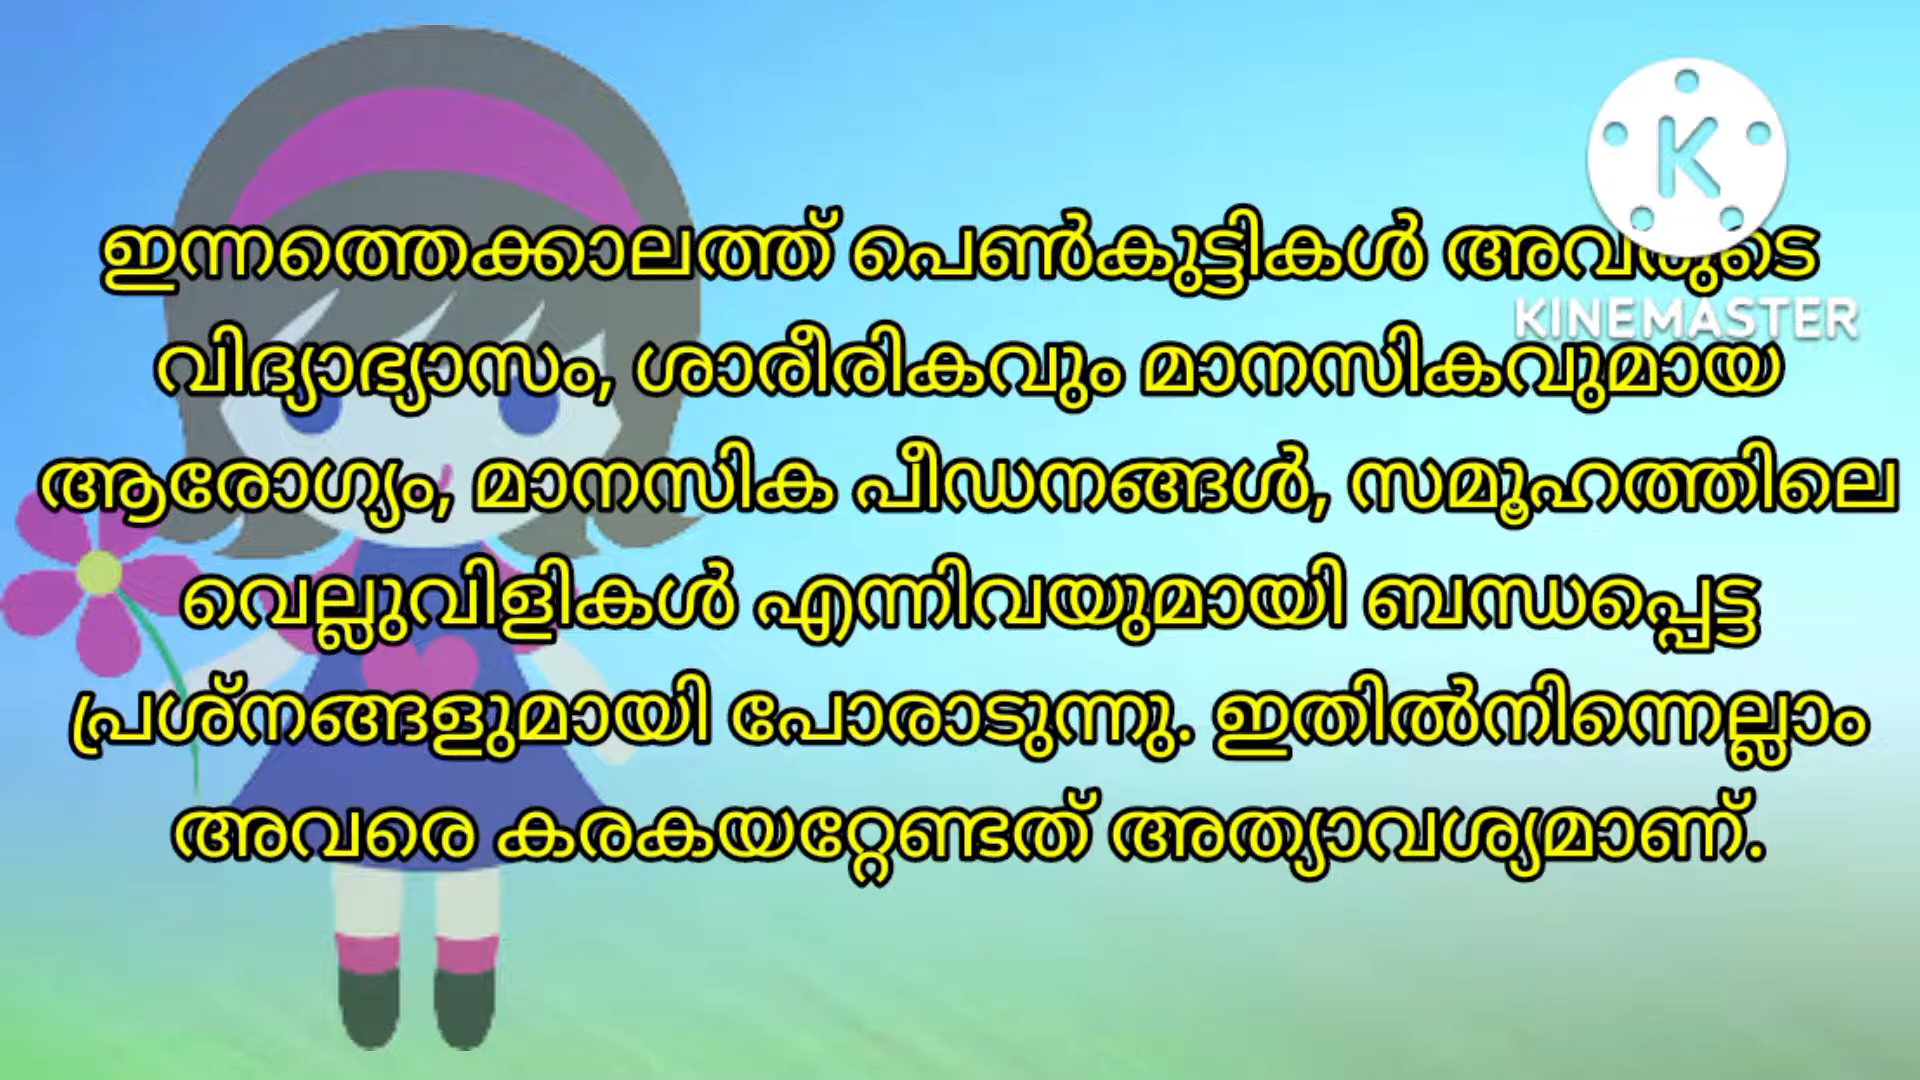 ഇന്നത്തെക്കാലത്ത് പെൺകുട്ടികൾ അവരുടെ
KINEMASTER
വിദ്യാഭ്യാസം, ശാരീരികവും മാനസികവുമായ
ആരോഗ്യം, മാനസിക പീഡനങ്ങൾ, സമൂഹത്തിലെ
വെല്ലുവിളികൾ എന്നിവയുമായി ബന്ധപ്പെട്ട
പ്രശ്നങ്ങളുമായി പോരാടുന്നു. ഇതിൽനിന്നെല്ലാം
അവരെ കരകയറ്റേണ്ടത് അത്യാവശ്യമാണ്.